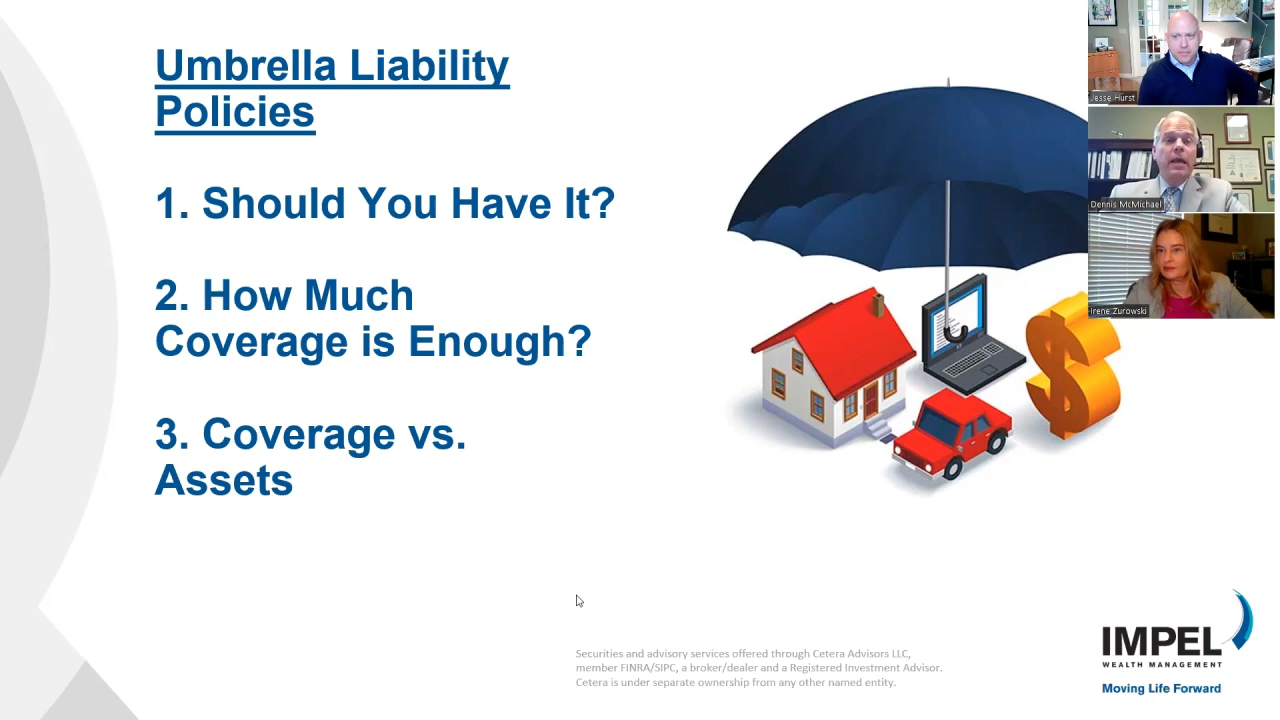 Umbrella Liability
Policies
1. Should You Have It?
2. How Much
Coverage is Enough?
3. Coverage vs.
Assets
Jesse Hurst
Dennis McMichael
Irene Zurowski
Securities and advisory services offered through Cetera Advisors LLC,
member FINRA/SIPC, a broker/dealer and a Registered Investment Advisor.
Cetera is under separate ownership from any other named entity.
IMPEL
WEALTH MANAGEMENT
Moving Life Forward